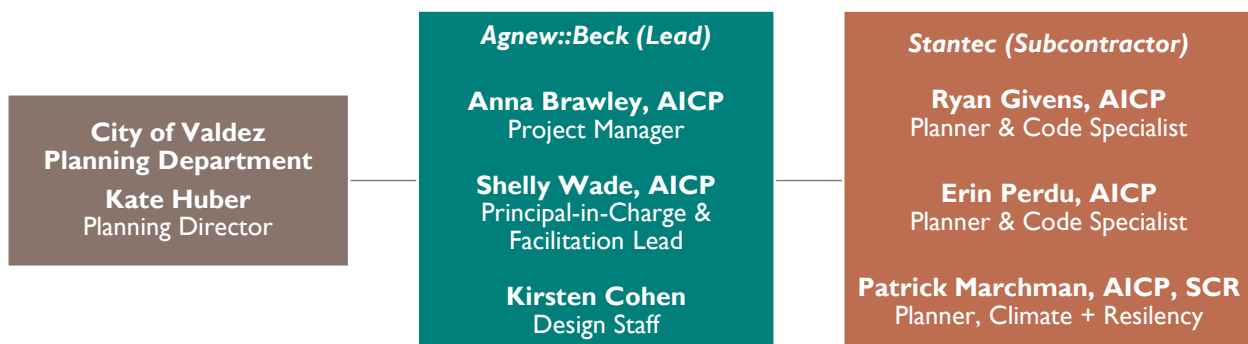 City of Valdez
Planning Department
Kate Huber
Planning Director
Agnew::Beck (Lead)
Anna Brawley, AICP
Project Manager
Shelly Wade, AICP
Principal-in-Charge &
Facilitation Lead
Kirsten Cohen
Design Staff
Stantec (Subcontractor)
Ryan Givens, AICP
Planner & Code Specialist
Erin Perdu, AICP
Planner & Code Specialist
Patrick Marchman, AICP, SCR
Planner, Climate + Resilency